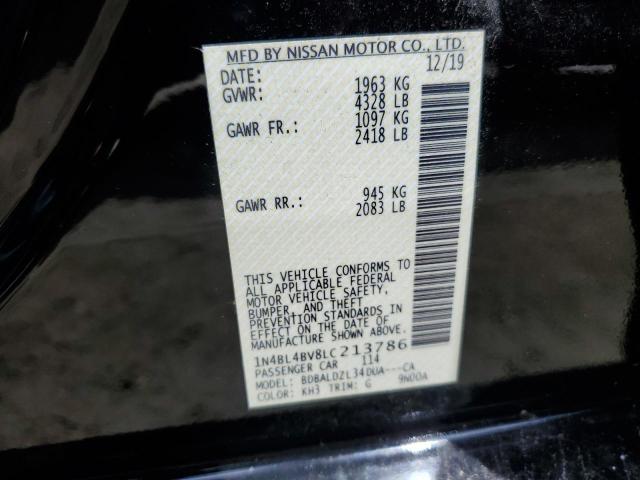 MFD BY NISSAN MOTOR CO., LTD.
DATE: 12/19
GVWR: 1963 KG
4328 LB
GAWR FR.: 1097 KG
2418 LB
GAWR RR.: 945 KG
2083 LB
THIS VEHICLE CONFORMS TO
ALL APPLICABLE FEDERAL
MOTOR VEHICLE SAFETY,
BUMPER, AND THEFT
PREVENTION STANDARDS
IN EFFECT ON THE DATE OF
MANUFACTURE SHOWN ABOVE.
1N4BL4BV8LC213786
PASSENGER CAR 114
MODEL: BDBALDZL34DUA---CA
COLOR: KH3 TRIM: G 9N00A